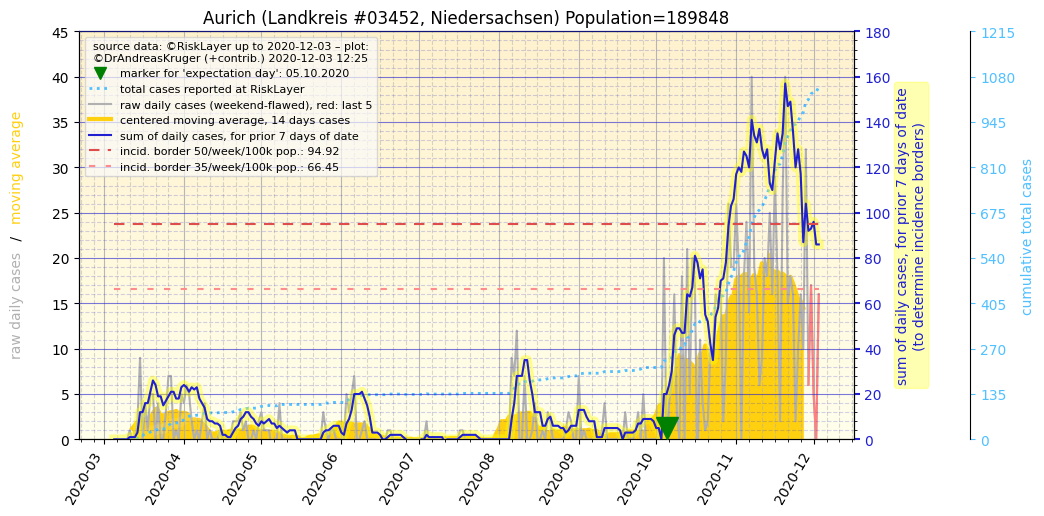 Aurich (Landkreis #03452, Niedersachsen) Population=189848
source data: ©RiskLayer up to 2020-12-03 – plot:
©DrAndreasKruger (+contrib.) 2020-12-03 12:25
marker for 'expectation day': 05.10.2020
total cases reported at RiskLayer
raw daily cases (weekend-flawed), red: last 5
centered moving average, 14 days cases
sum of daily cases, for prior 7 days of date
incid. border 50/week/100k pop.: 94.92
incid. border 35/week/100k pop.: 66.45
raw daily cases / moving average
45
40
35
30
25
20
15
10
5
0
2020-03
2020-04
2020-05
2020-06
2020-07
2020-08
2020-09
2020-10
2020-11
2020-12
180
160
140
120
100
80
60
40
20
0
sum of daily cases, for prior 7 days of date
(to determine incidence borders)
1215
1080
945
810
675
540
405
270
135
0
cumulative total cases